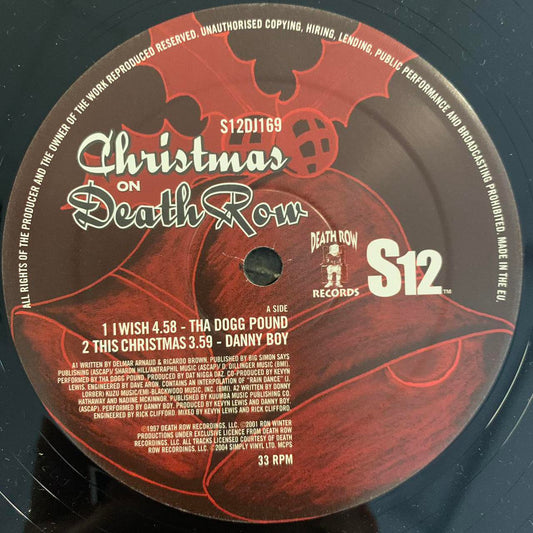 ALL RIGHTS OF THE PRODUCER AND THE OWNER OF THE WORK REPRODUCED RESERVED. UNAUTHORISED COPYING, HIRING, LENDING, PUBLIC PERFORMANCE AND BROADCASTING PROHIBITED. MADE IN THE EU.
S12DJ169
Christmas
ON
Death Row
DEATH ROW
RECORDS
S12™
A SIDE
1 I WISH 4.58 - THA DOGG POUND
2 THIS CHRISTMAS 3.59 - DANNY BOY
A1 WRITTEN BY DELMAR ARNAUD & RICARDO BROWN. PUBLISHED BY BIG SIMON SAYS
PUBLISHING (ASCAP)/ SHARON HILL/ANTRAPHIL MUSIC (ASCAP)/ D'DILLINGER MUSIC (BMI).
PERFORMED BY THA DOGG POUND. PRODUCED BY DAT NIGGA DAZ. CO-PRODUCED BY KEVYN
LEWIS. ENGINEERED BY DAVE ARON. CONTAINS AN INTERPOLATION OF "RAIN DANCE" (J.
LORBER) KUZU MUSIC/EMI-BLACKWOOD MUSIC, INC. (BMI). A2 WRITTEN BY DONNY
HATHAWAY AND NADINE MCKINNOR. PUBLISHED BY KUUMBA MUSIC PUBLISHING CO.
(ASCAP). PERFORMED BY DANNY BOY. PRODUCED BY KEVYN LEWIS AND DANNY BOY.
ENGINEERED BY RICK CLIFFORD. MIXED BY KEVYN LEWIS AND RICK CLIFFORD.
℗1997 DEATH ROW RECORDINGS, LLC. ©2001 RON WINTER
PRODUCTIONS UNDER EXCLUSIVE LICENCE FROM DEATH ROW
RECORDINGS, LLC. ALL TRACKS LICENSED COURTESY OF DEATH
ROW RECORDINGS, LLC. ©2004 SIMPLY VINYL LTD. MCPS
33 RPM